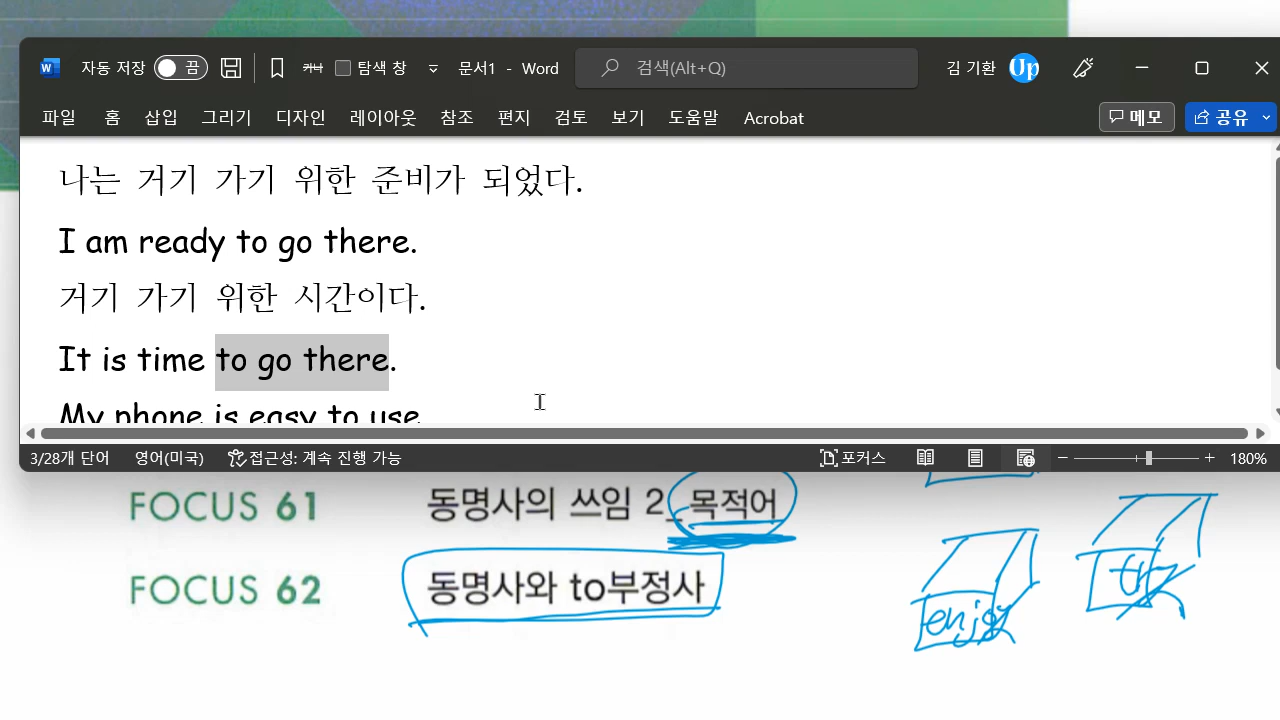 자동 저장 끔 가나 탐색 창 문서1 - Word 검색(Alt+Q) 김 기환 Up
파일 홈 삽입 그리기 디자인 레이아웃 참조 편지 검토 보기 도움말 Acrobat 메모 공유
나는 거기 가기 위한 준비가 되었다.
I am ready to go there.
거기 가기 위한 시간이다.
It is time to go there.
My phone is easy to use
3/28개 단어 영어(미국) 접근성: 계속 진행 가능 포커스 180%
FOCUS 61 동명사의 쓰임 2_목적어
FOCUS 62 동명사와 to부정사
enjoy